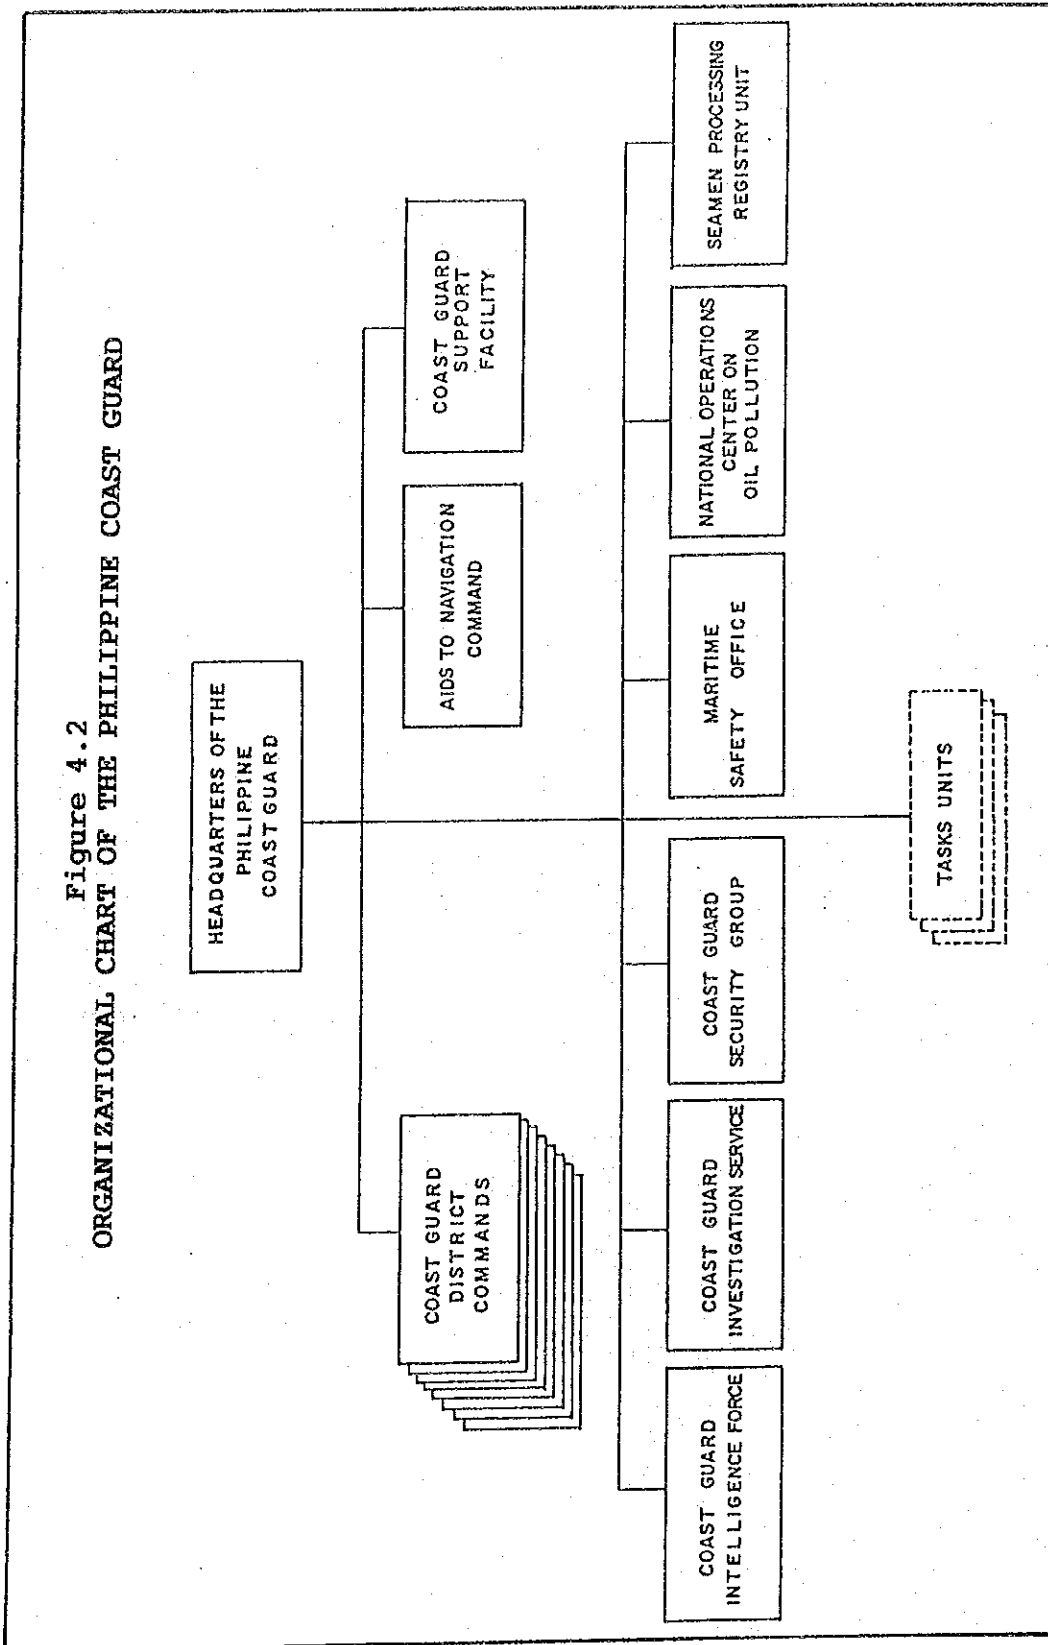 Figure 4.2
ORGANIZATIONAL CHART OF THE PHILIPPINE COAST GUARD
HEADQUARTERS OF THE
PHILIPPINE
COAST GUARD
COAST GUARD
DISTRICT
COMMANDS
AIDS TO NAVIGATION
COMMAND
COAST GUARD
SUPPORT
FACILITY
COAST GUARD
INTELLIGENCE FORCE
COAST GUARD
INVESTIGATION SERVICE
COAST GUARD
SECURITY GROUP
MARITIME
SAFETY OFFICE
NATIONAL OPERATIONS
CENTER ON
OIL POLLUTION
SEAMEN PROCESSING
REGISTRY UNIT
TASKS UNITS